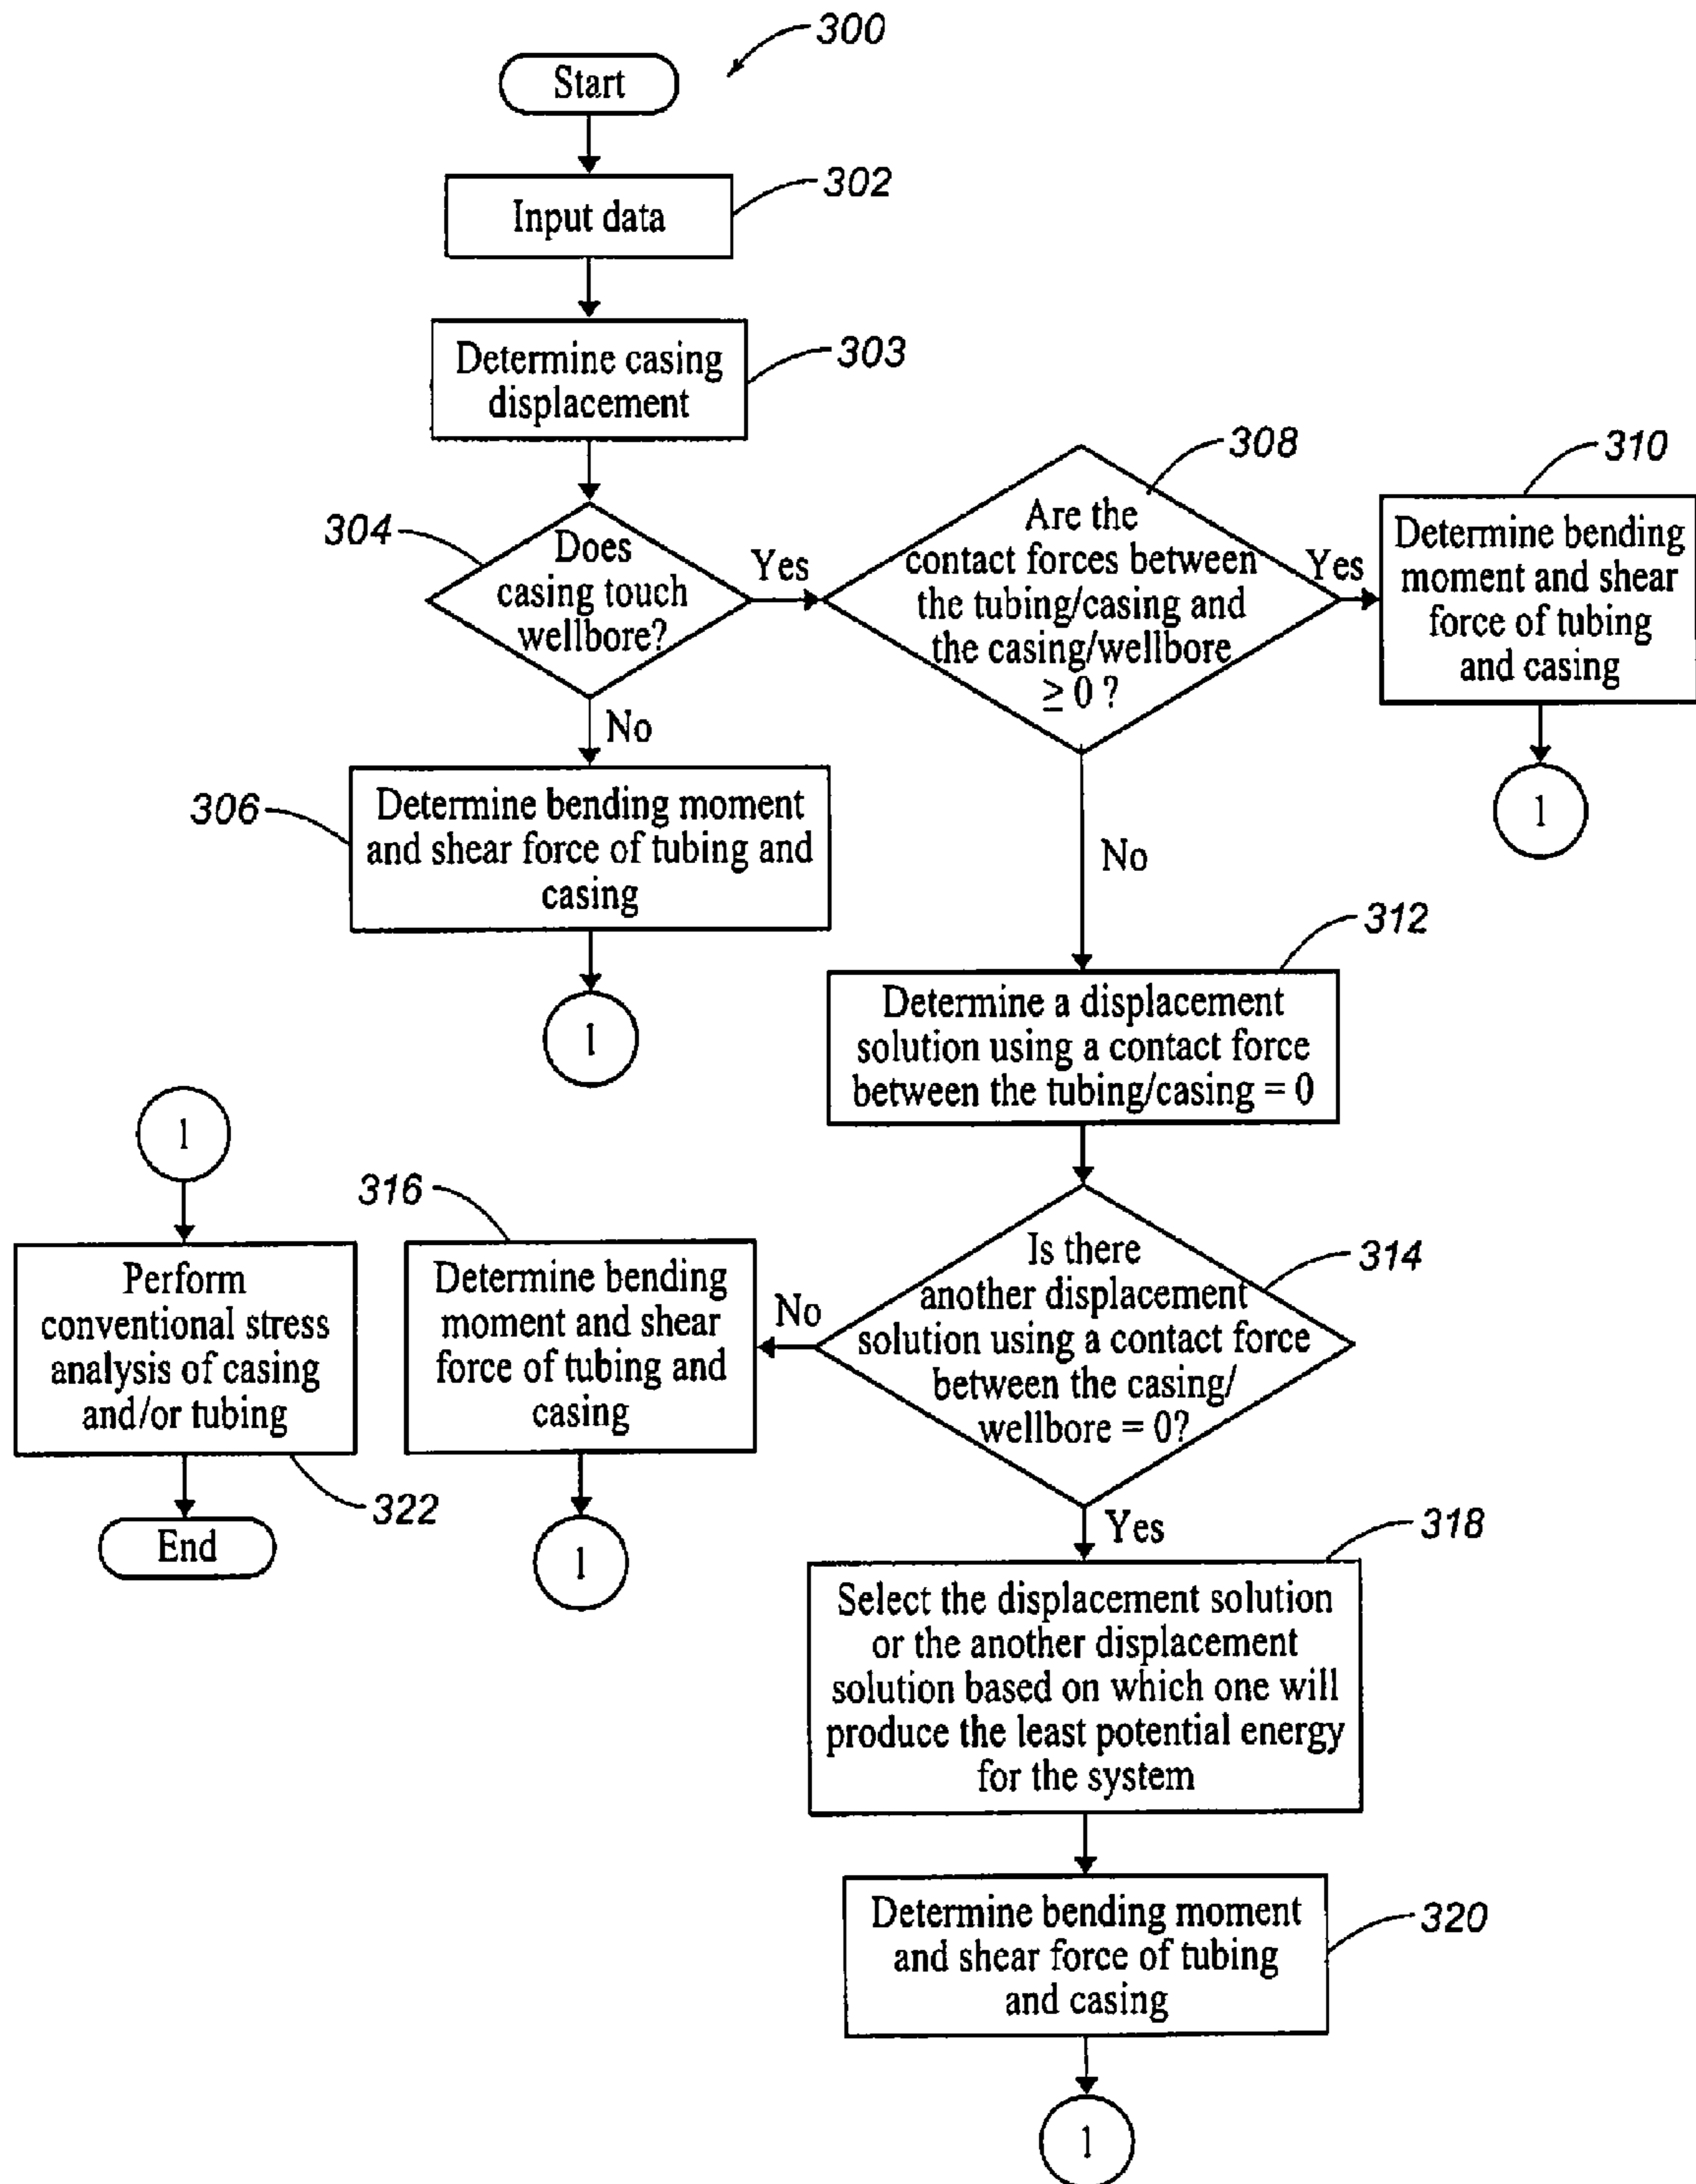 300
Start
302
Input data
303
Determine casing
displacement
304
Does
casing touch
wellbore?
Yes
No
308
Are the
contact forces between
the tubing/casing and
the casing/wellbore
≥ 0 ?
Yes
No
310
Determine bending
moment and shear
force of tubing
and casing
1
306
Determine bending moment
and shear force of tubing and
casing
1
312
Determine a displacement
solution using a contact force
between the tubing/casing = 0
314
Is there
another displacement
solution using a contact force
between the casing/
wellbore = 0?
No
Yes
316
Determine bending
moment and shear
force of tubing and
casing
1
318
Select the displacement solution
or the another displacement
solution based on which one will
produce the least potential energy
for the system
320
Determine bending moment
and shear force of tubing
and casing
1
1
Perform
conventional stress
analysis of casing
and/or tubing
322
End